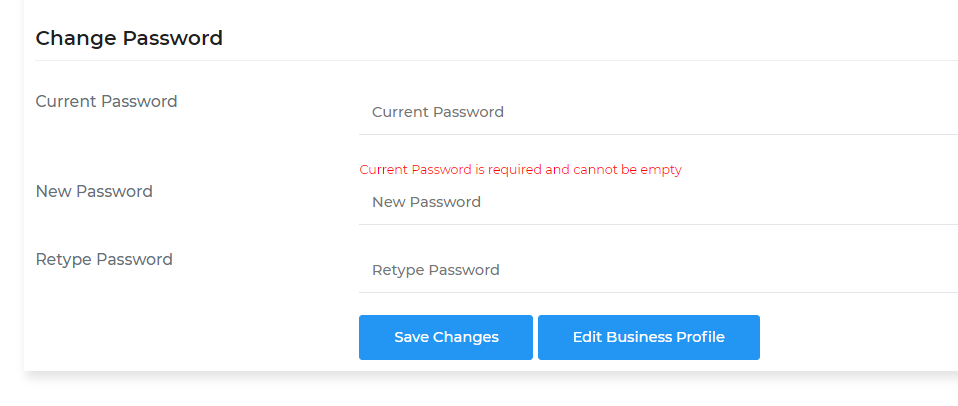 Change Password
Current Password
Current Password
Current Password is required and cannot be empty
New Password
New Password
Retype Password
Retype Password
Save Changes
Edit Business Profile